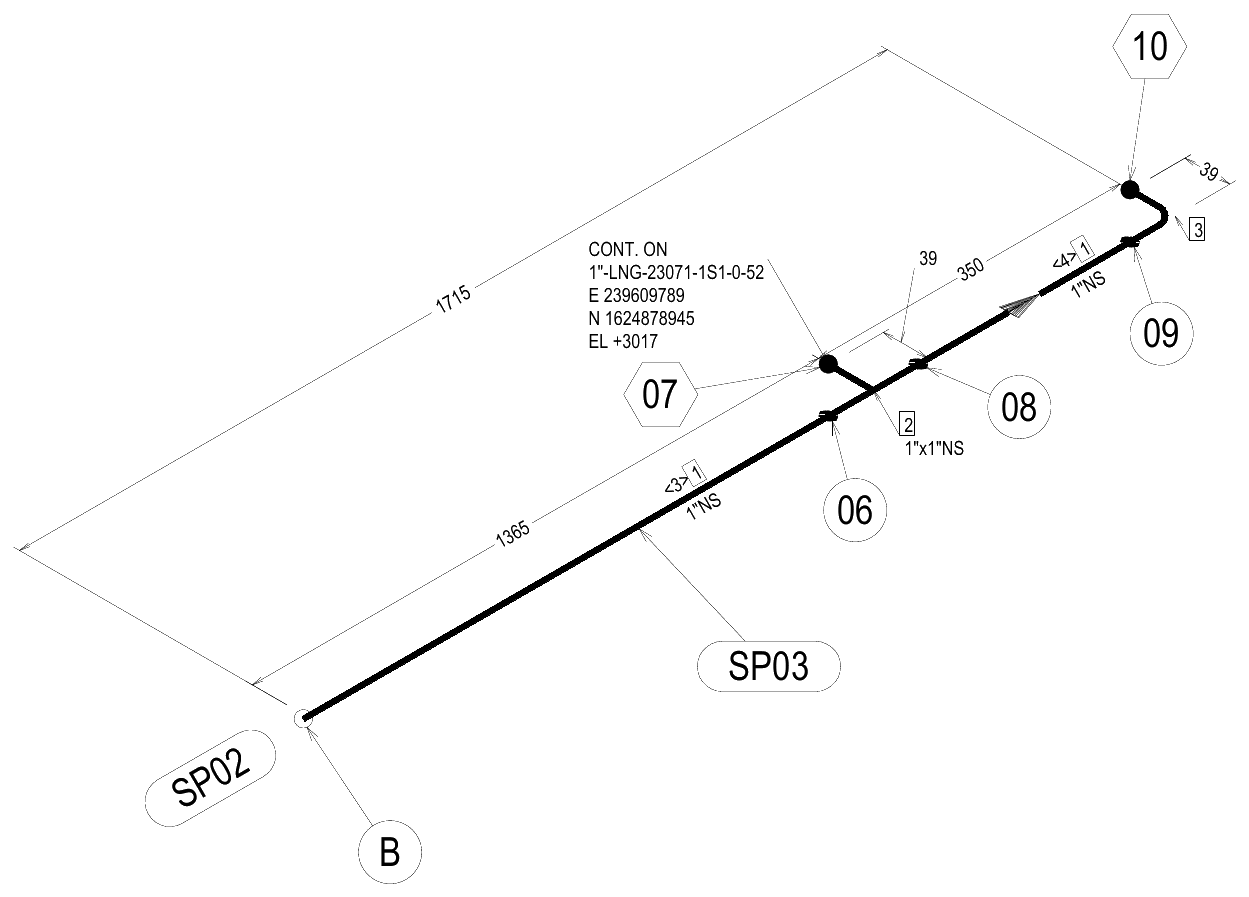 10
39
3
<4> 1
1"NS
350
39
1715
CONT. ON
1"-LNG-23071-1S1-0-52
E 239609789
N 1624878945
EL +3017
09
07
08
2
1"x1"NS
<3> 1
1"NS
06
1365
SP03
SP02
B